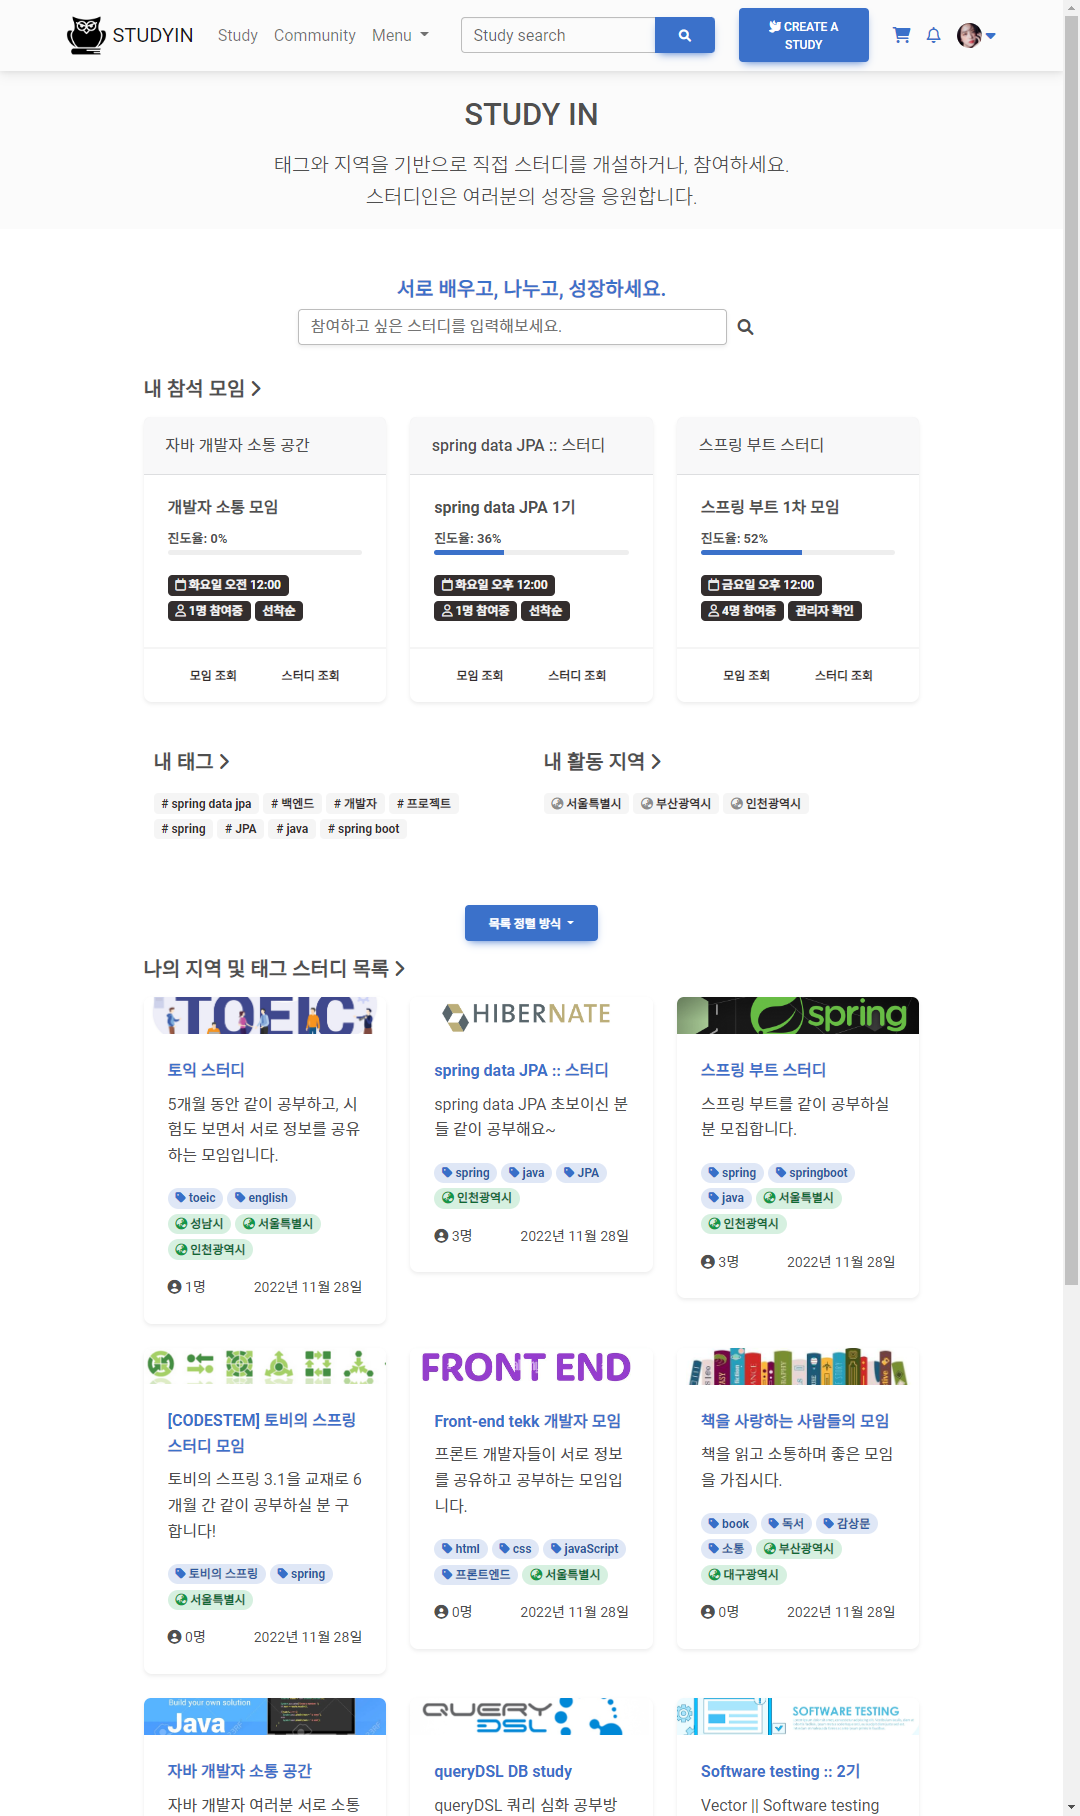 STUDYIN
Study
Community
Menu
Study search
CREATE A
STUDY
STUDY IN
태그와 지역을 기반으로 직접 스터디를 개설하거나, 참여하세요.
스터디인은 여러분의 성장을 응원합니다.
서로 배우고, 나누고, 성장하세요.
참여하고 싶은 스터디를 입력해보세요.
내 참석 모임
자바 개발자 소통 공간
개발자 소통 모임
진도율: 0%
화요일 오전 12:00
1명 참여중 선착순
모임 조회 스터디 조회
spring data JPA :: 스터디
spring data JPA 1기
진도율: 36%
화요일 오후 12:00
1명 참여중 선착순
모임 조회 스터디 조회
스프링 부트 스터디
스프링 부트 1차 모임
진도율: 52%
금요일 오후 12:00
4명 참여중 관리자 확인
모임 조회 스터디 조회
내 태그
# spring data jpa # 백엔드 # 개발자 # 프로젝트
# spring # JPA # java # spring boot
내 활동 지역
서울특별시 부산광역시 인천광역시
목록 정렬 방식
나의 지역 및 태그 스터디 목록
TOEIC
토익 스터디
5개월 동안 같이 공부하고, 시
험도 보면서 서로 정보를 공유
하는 모임입니다.
toeic english
성남시 서울특별시
인천광역시
1명 2022년 11월 28일
HIBERNATE
spring data JPA :: 스터디
spring data JPA 초보이신 분
들 같이 공부해요~
spring java JPA
인천광역시
3명 2022년 11월 28일
spring
스프링 부트 스터디
스프링 부트를 같이 공부하실
분 모집합니다.
spring springboot
java 서울특별시
인천광역시
3명 2022년 11월 28일
[CODESTEM] 토비의 스프링
스터디 모임
토비의 스프링 3.1을 교재로 6
개월 간 같이 공부하실 분 구
합니다!
토비의 스프링 spring
서울특별시
0명 2022년 11월 28일
FRONT END
Front-end tekk 개발자 모임
프론트 개발자들이 서로 정보
를 공유하고 공부하는 모임입
니다.
html css javaScript
프론트엔드 서울특별시
0명 2022년 11월 28일
책을 사랑하는 사람들의 모임
책을 읽고 소통하며 좋은 모임
을 가집시다.
book 독서 감상문
소통 부산광역시
대구광역시
0명 2022년 11월 28일
Build your own solution
Java
자바 개발자 소통 공간
자바 개발자 여러분 서로 소통
QUERY
DSL
queryDSL DB study
queryDSL 쿼리 심화 공부방
SOFTWARE TESTING
Software testing :: 2기
Vector || Software testing